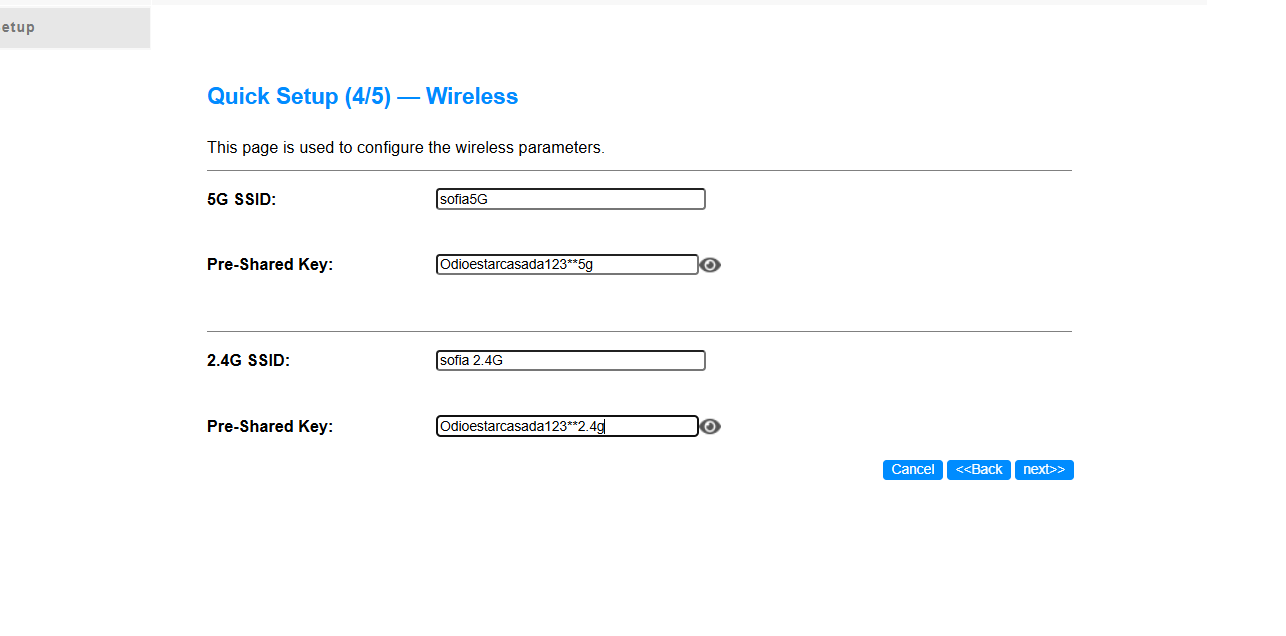 etup
Quick Setup (4/5) — Wireless
This page is used to configure the wireless parameters.
5G SSID: sofia5G
Pre-Shared Key: Odioestarcasada123**5g
2.4G SSID: sofia 2.4G
Pre-Shared Key: Odioestarcasada123**2.4g
Cancel <<Back next>>